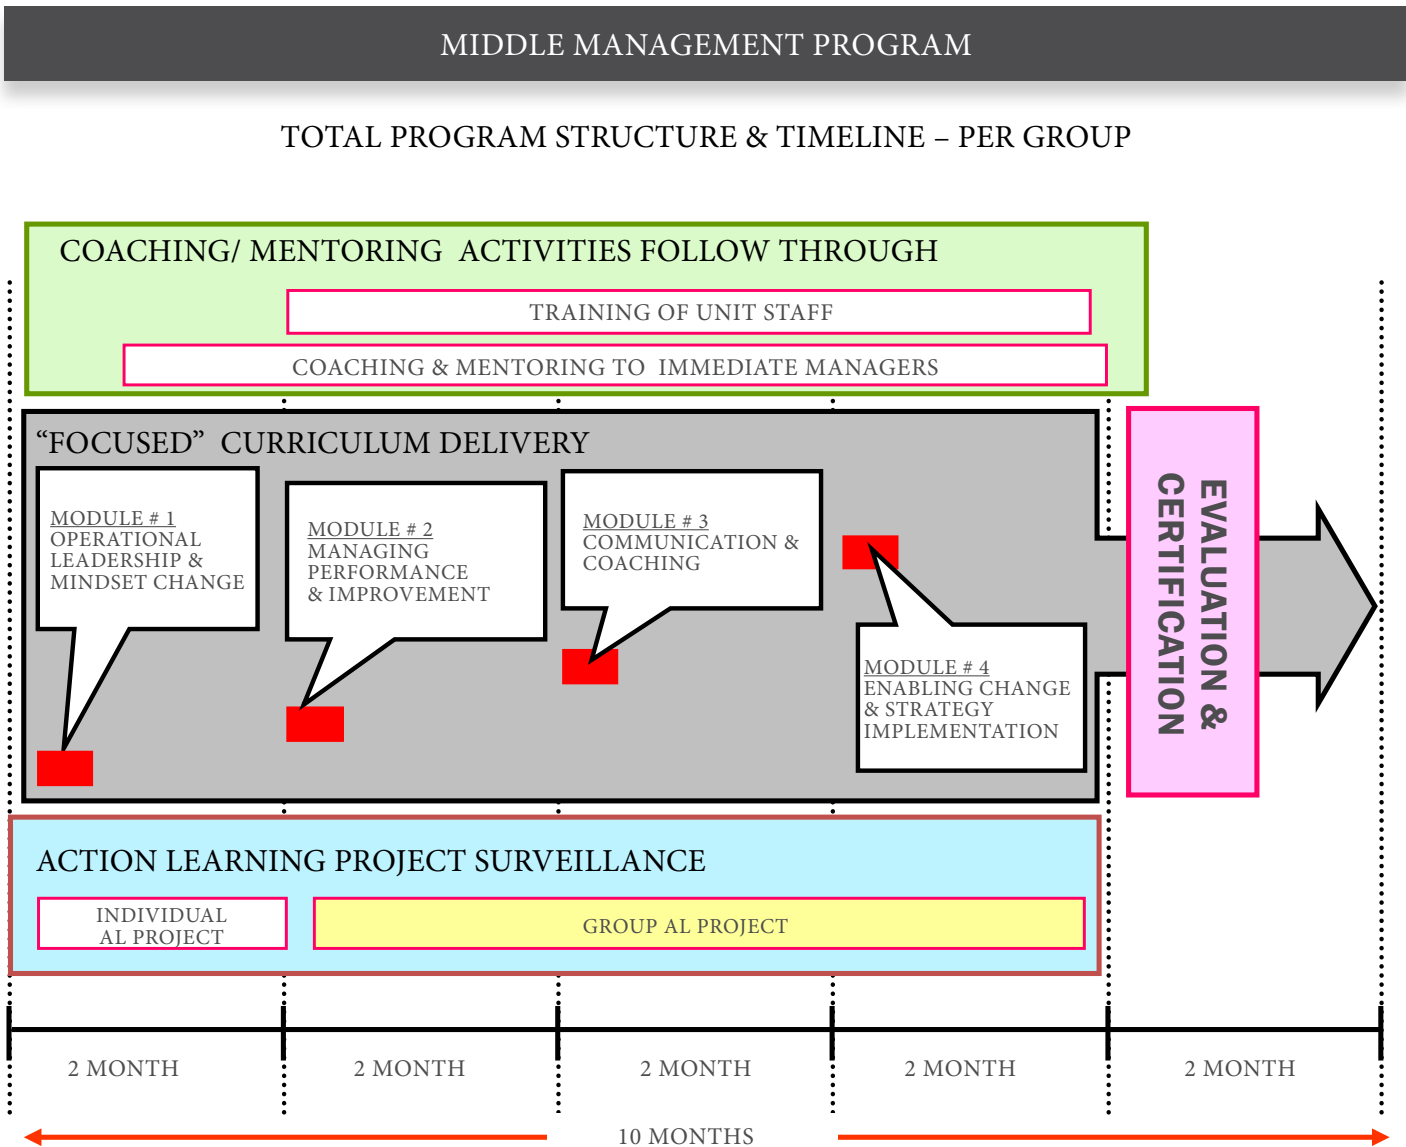 MIDDLE MANAGEMENT PROGRAM
TOTAL PROGRAM STRUCTURE & TIMELINE – PER GROUP
COACHING/ MENTORING ACTIVITIES FOLLOW THROUGH
TRAINING OF UNIT STAFF
COACHING & MENTORING TO IMMEDIATE MANAGERS
“FOCUSED” CURRICULUM DELIVERY
MODULE # 1
OPERATIONAL
LEADERSHIP &
MINDSET CHANGE
MODULE # 2
MANAGING
PERFORMANCE
& IMPROVEMENT
MODULE # 3
COMMUNICATION &
COACHING
MODULE # 4
ENABLING CHANGE
& STRATEGY
IMPLEMENTATION
EVALUATION &
CERTIFICATION
ACTION LEARNING PROJECT SURVEILLANCE
INDIVIDUAL
AL PROJECT
GROUP AL PROJECT
2 MONTH
2 MONTH
2 MONTH
2 MONTH
2 MONTH
10 MONTHS